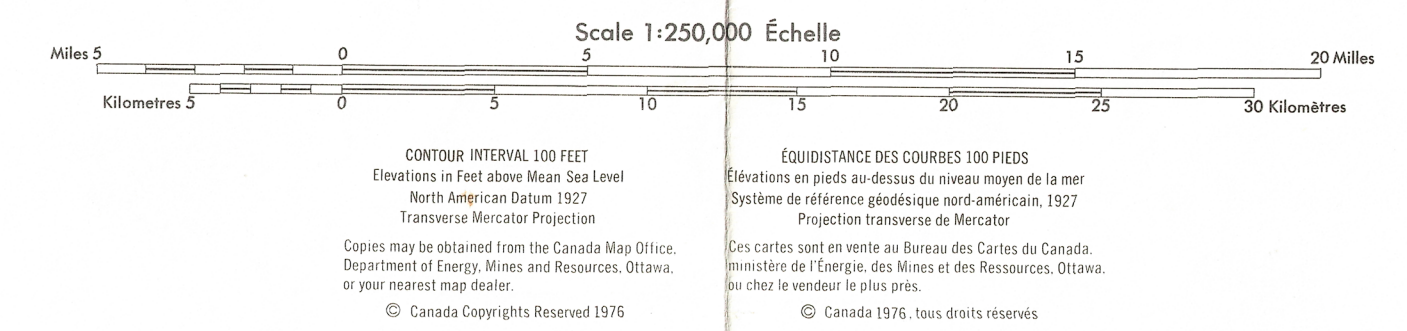 Scale 1:250,000 Échelle
Miles 5 0 5 10 15 20 Milles
Kilometres 5 0 5 10 15 20 25 30 Kilomètres
CONTOUR INTERVAL 100 FEET
Elevations in Feet above Mean Sea Level
North American Datum 1927
Transverse Mercator Projection
Copies may be obtained from the Canada Map Office,
Department of Energy, Mines and Resources, Ottawa,
or your nearest map dealer.
© Canada Copyrights Reserved 1976
ÉQUIDISTANCE DES COURBES 100 PIEDS
Élévations en pieds au-dessus du niveau moyen de la mer
Système de référence géodésique nord-américain, 1927
Projection transverse de Mercator
Ces cartes sont en vente au Bureau des Cartes du Canada,
ministère de l'Énergie, des Mines et des Ressources, Ottawa,
ou chez le vendeur le plus près.
© Canada 1976, tous droits réservés